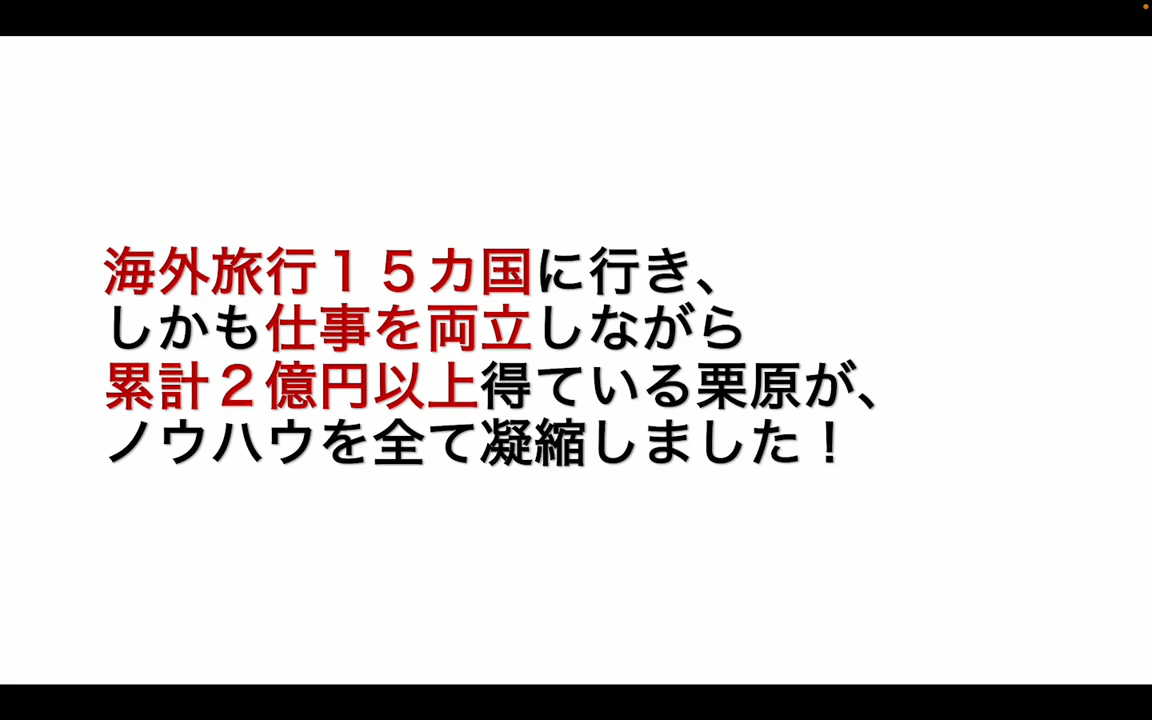 海外旅行１５カ国に行き、
しかも仕事を両立しながら
累計２億円以上得ている栗原が、
ノウハウを全て凝縮しました！